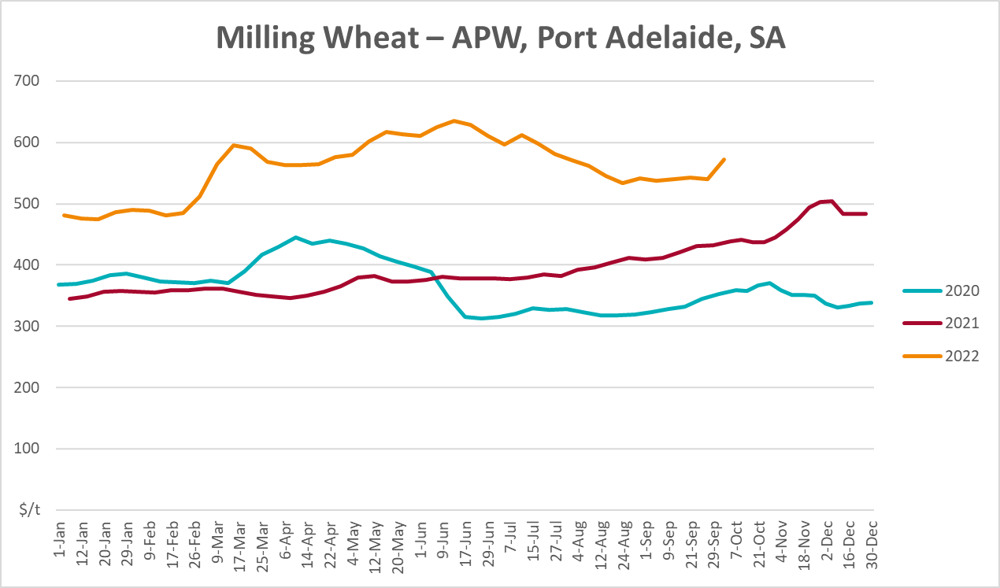 Milling Wheat – APW, Port Adelaide, SA
700
600
500
400
300
200
100
$/t
1-Jan
12-Jan
20-Jan
29-Jan
9-Feb
17-Feb
26-Feb
9-Mar
17-Mar
25-Mar
6-Apr
14-Apr
22-Apr
4-May
12-May
20-May
1-Jun
9-Jun
17-Jun
29-Jun
7-Jul
15-Jul
27-Jul
4-Aug
12-Aug
24-Aug
1-Sep
9-Sep
21-Sep
29-Sep
7-Oct
21-Oct
4-Nov
18-Nov
2-Dec
16-Dec
30-Dec
2020
2021
2022